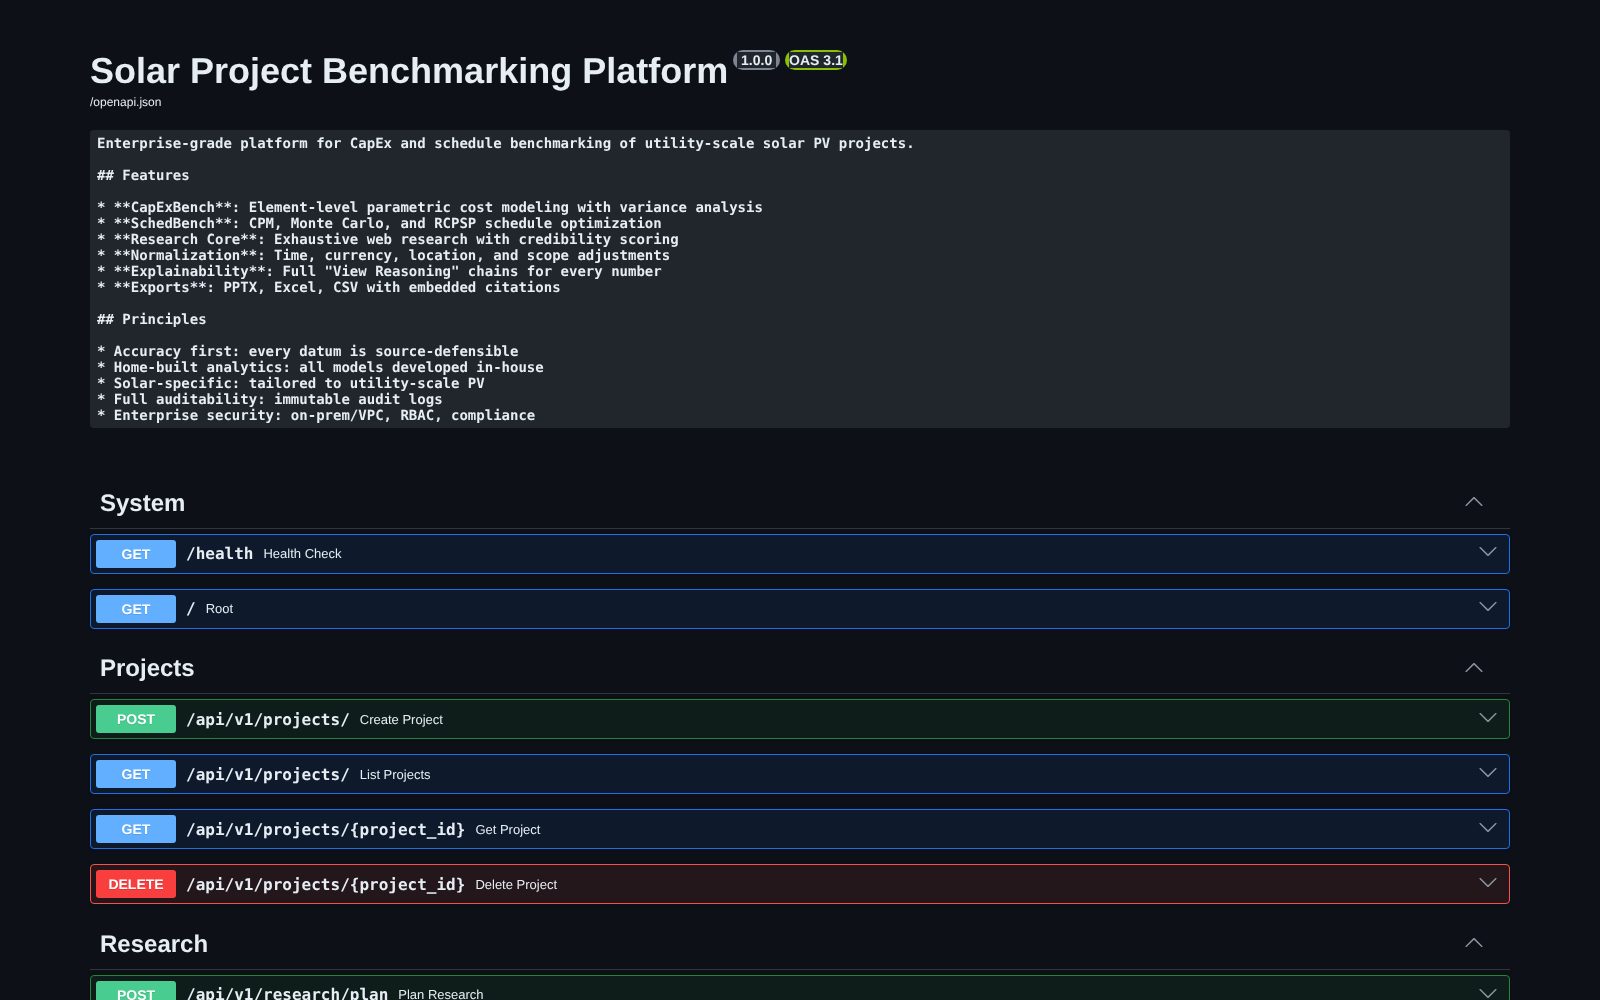 Solar Project Benchmarking Platform 1.0.0 OAS 3.1
/openapi.json
Enterprise-grade platform for CapEx and schedule benchmarking of utility-scale solar PV projects.
## Features
* **CapExBench**: Element-level parametric cost modeling with variance analysis
* **SchedBench**: CPM, Monte Carlo, and RCPSP schedule optimization
* **Research Core**: Exhaustive web research with credibility scoring
* **Normalization**: Time, currency, location, and scope adjustments
* **Explainability**: Full "View Reasoning" chains for every number
* **Exports**: PPTX, Excel, CSV with embedded citations
## Principles
* Accuracy first: every datum is source-defensible
* Home-built analytics: all models developed in-house
* Solar-specific: tailored to utility-scale PV
* Full auditability: immutable audit logs
* Enterprise security: on-prem/VPC, RBAC, compliance
System
GET /health Health Check
GET / Root
Projects
POST /api/v1/projects/ Create Project
GET /api/v1/projects/ List Projects
GET /api/v1/projects/{project_id} Get Project
DELETE /api/v1/projects/{project_id} Delete Project
Research
POST /api/v1/research/plan Plan Research